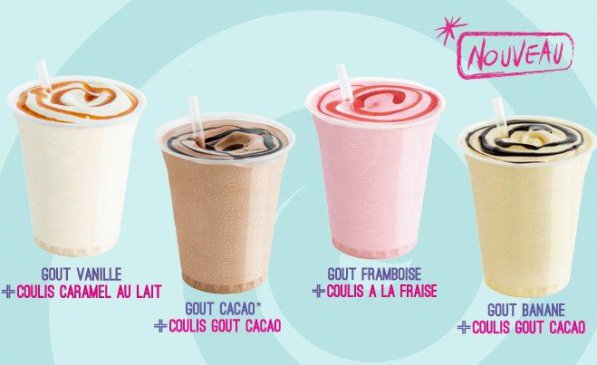 NOUVEAU
GOUT VANILLE
+COULIS CARAMEL AU LAIT
GOUT CACAO*
+COULIS GOUT CACAO
GOUT FRAMBOISE
+COULIS A LA FRAISE
GOUT BANANE
+COULIS GOUT CACAO